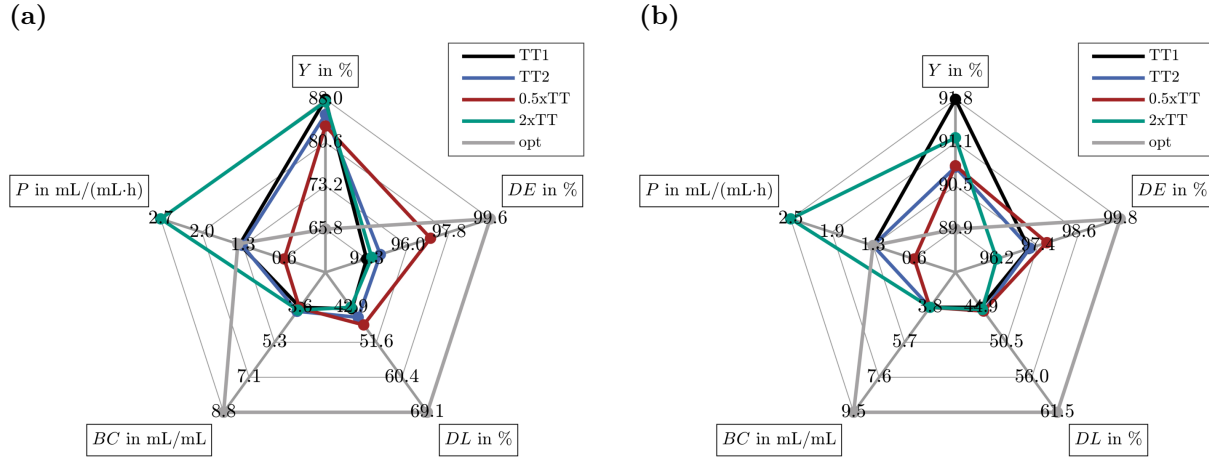 (a)
Y in %
TT1
TT2
0.5xTT
2xTT
opt
88.0
80.6
73.2
65.8
P in mL/(mL·h)
DE in %
2.7
2.0
1.3
0.6
99.6
97.8
96.0
94.3
3.6
5.3
7.1
8.8
42.9
51.6
60.4
69.1
BC in mL/mL
DL in %
(b)
Y in %
TT1
TT2
0.5xTT
2xTT
opt
91.8
91.1
90.5
89.9
P in mL/(mL·h)
DE in %
2.5
1.9
1.3
0.6
99.8
98.6
97.4
96.2
3.8
5.7
7.6
9.5
44.9
50.5
56.0
61.5
BC in mL/mL
DL in %